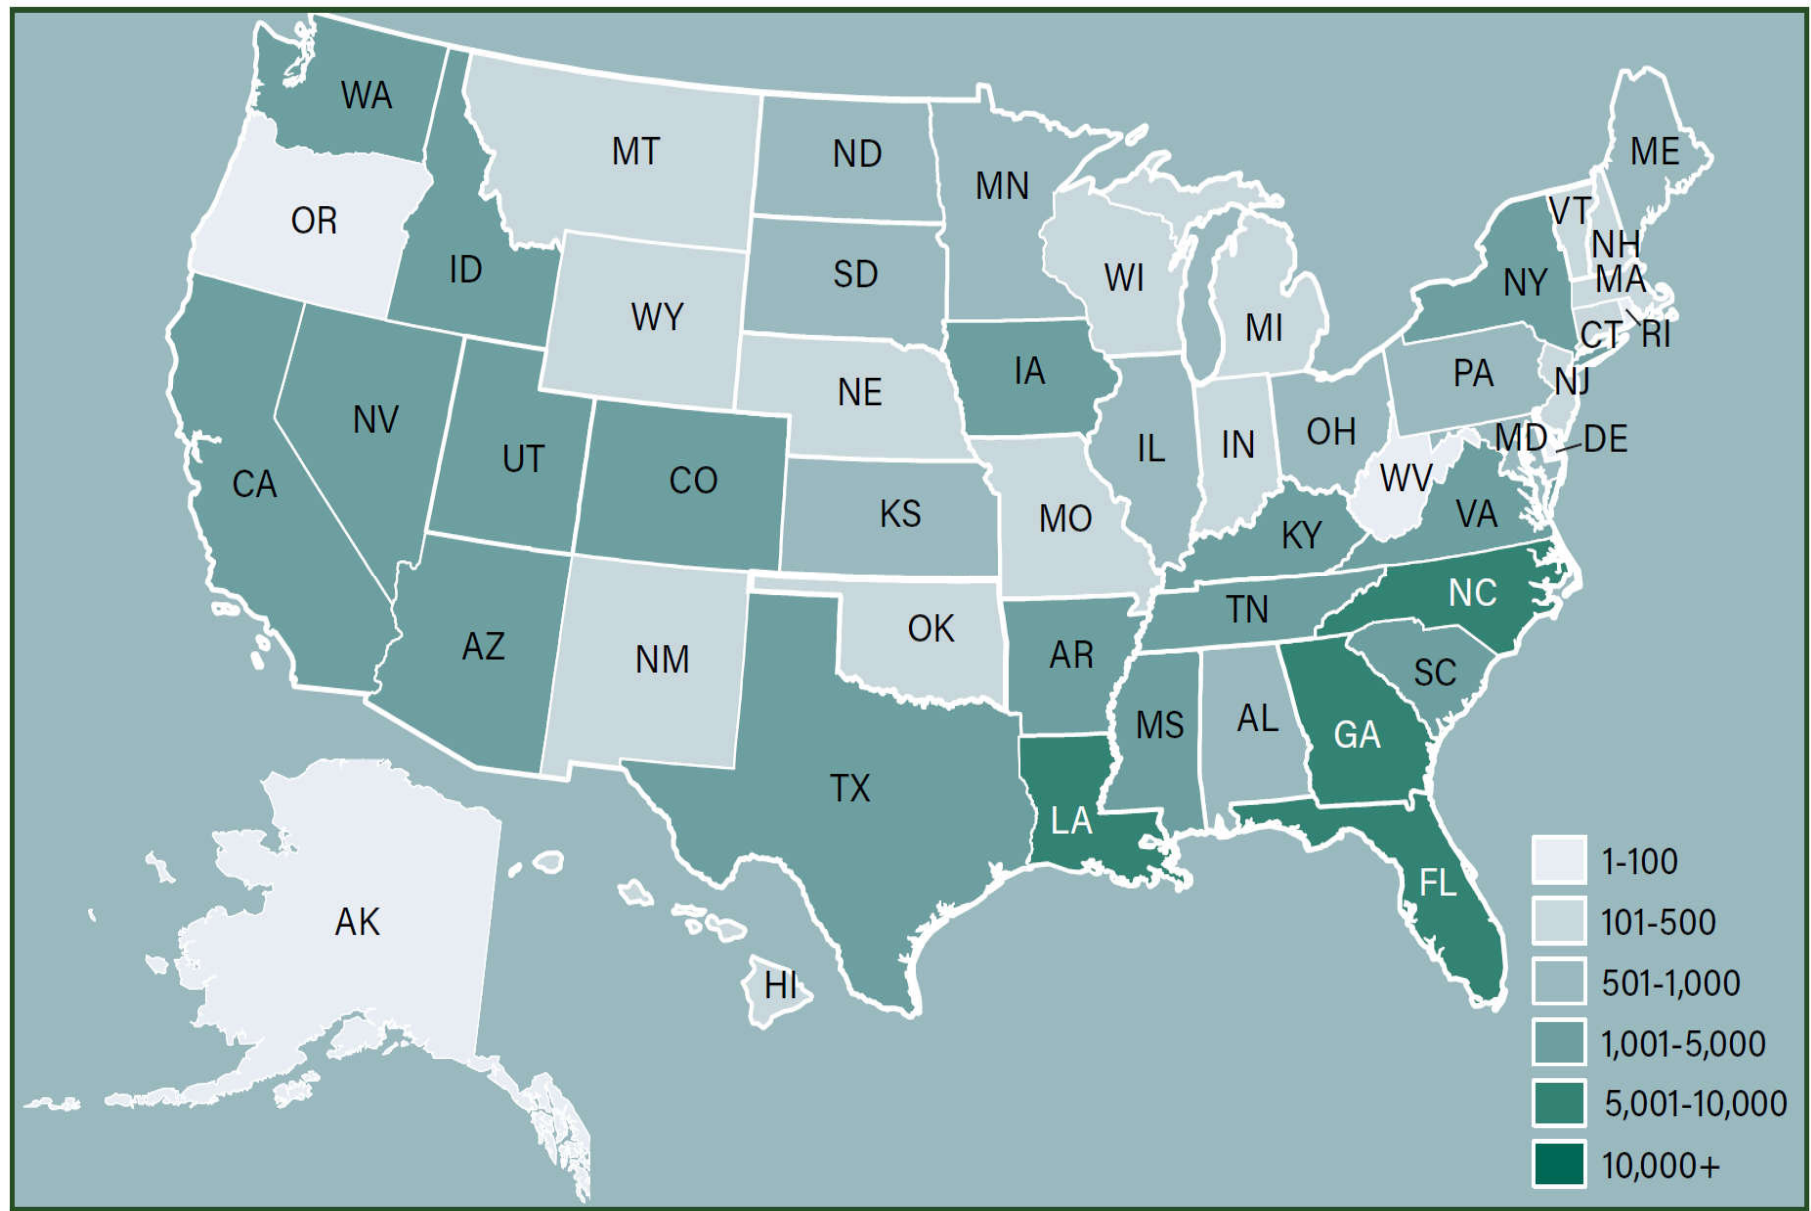 WA
MT
ND
MN
ME
OR
ID
VT
NH
SD
WI
NY
MA
WY
MI
CT
RI
NE
IA
PA
NJ
NV
UT
CO
IL
IN
OH
MD
DE
CA
KS
MO
WV
KY
VA
AZ
NM
OK
AR
TN
NC
SC
TX
MS
AL
GA
LA
FL
AK
HI
1-100
101-500
501-1,000
1,001-5,000
5,001-10,000
10,000+